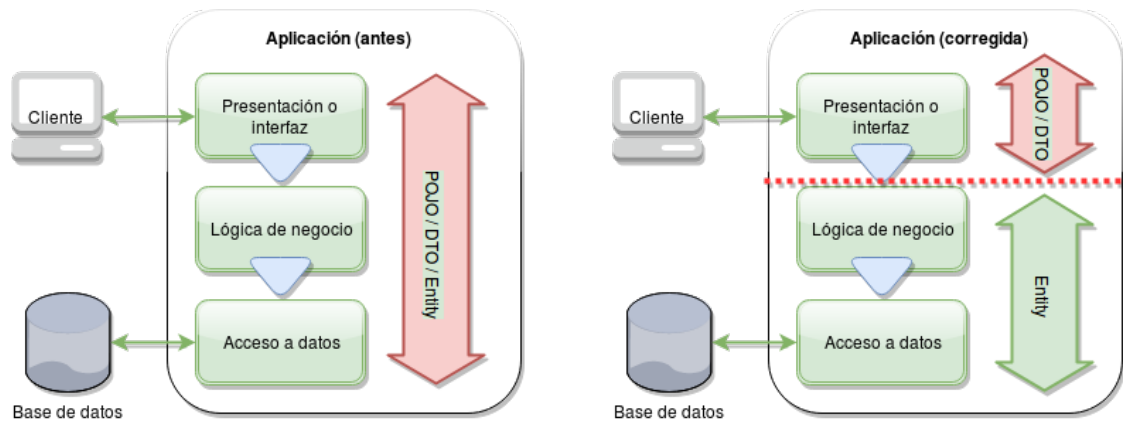 Aplicación (antes)
Cliente
Presentación o
interfaz
Lógica de negocio
Acceso a datos
POJO / DTO / Entity
Base de datos
Aplicación (corregida)
Cliente
Presentación o
interfaz
POJO / DTO
Lógica de negocio
Entity
Acceso a datos
Base de datos